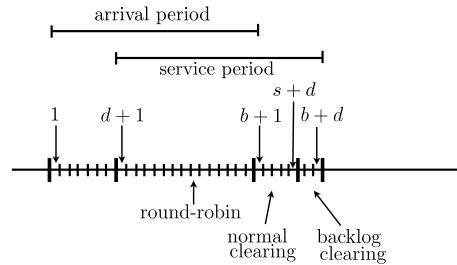 arrival period
service period
s + d
1
d + 1
b + 1
b + d
round-robin
normal
clearing
backlog
clearing